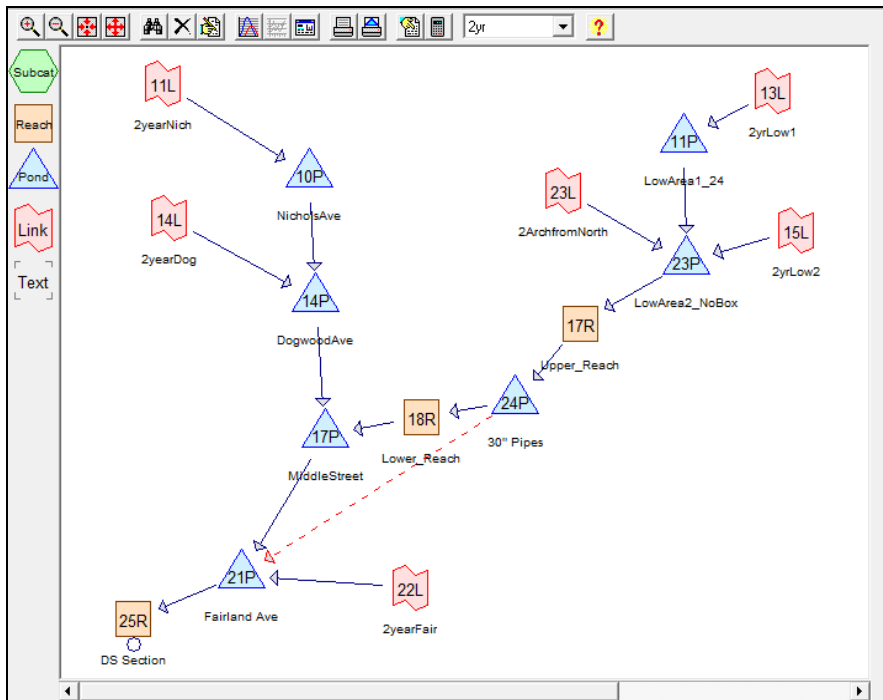 2yr
?
Subcat
Reach
Pond
Link
Text
11L
2yearNich
13L
2yrLow1
11P
LowArea1_24
10P
NicholsAve
23L
2ArchfromNorth
14L
2yearDog
15L
2yrLow2
23P
LowArea2_NoBox
14P
DogwoodAve
17R
Upper_Reach
24P
30" Pipes
18R
Lower_Reach
17P
MiddleStreet
21P
Fairland Ave
22L
2yearFair
25R
DS Section